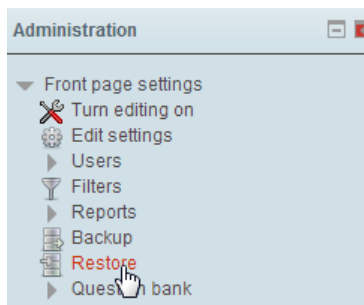 Administration
Front page settings
Turn editing on
Edit settings
Users
Filters
Reports
Backup
Restore
Question bank